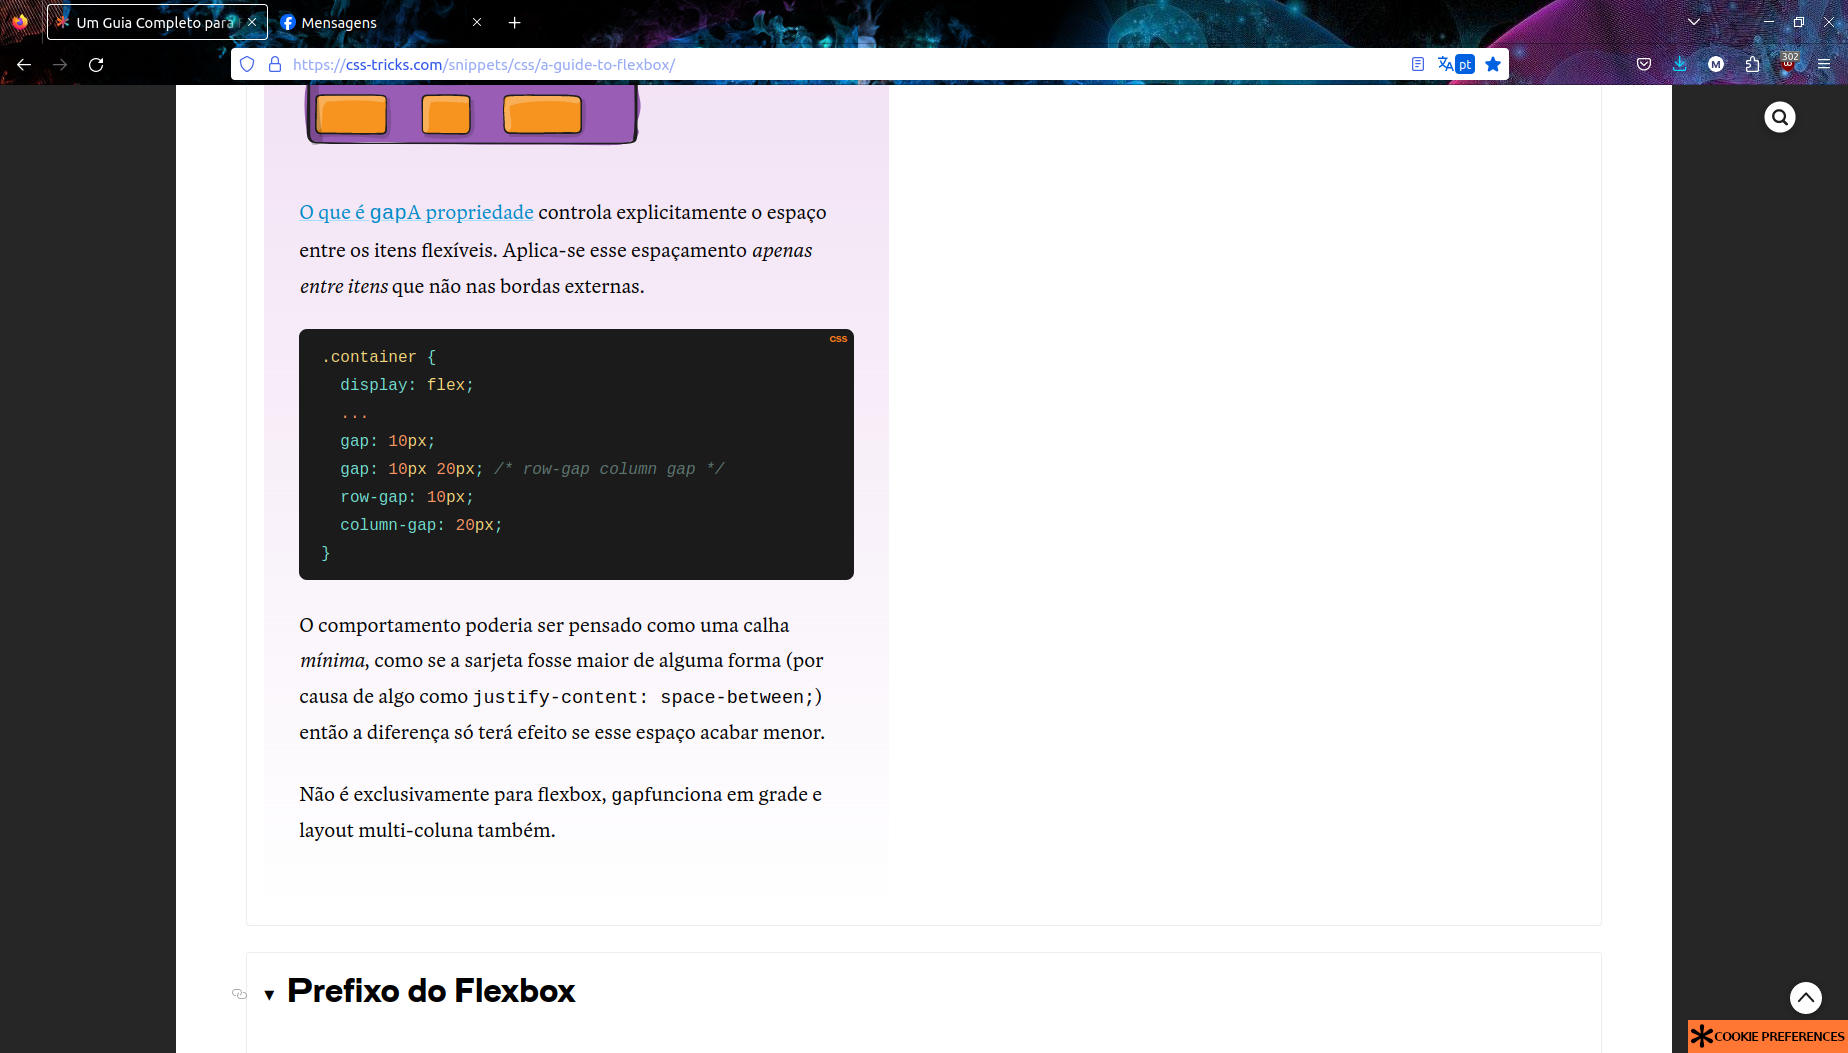 Um Guia Completo para
Mensagens
https://css-tricks.com/snippets/css/a-guide-to-flexbox/
pt
M
302
O que é gapA propriedade controla explicitamente o espaço
entre os itens flexíveis. Aplica-se esse espaçamento apenas
entre itens que não nas bordas externas.
CSS
.container {
display: flex;
...
gap: 10px;
gap: 10px 20px; /* row-gap column gap */
row-gap: 10px;
column-gap: 20px;
}
O comportamento poderia ser pensado como uma calha
mínima, como se a sarjeta fosse maior de alguma forma (por
causa de algo como justify-content: space-between;)
então a diferença só terá efeito se esse espaço acabar menor.
Não é exclusivamente para flexbox, gapfunciona em grade e
layout multi-coluna também.
Prefixo do Flexbox
COOKIE PREFERENCES